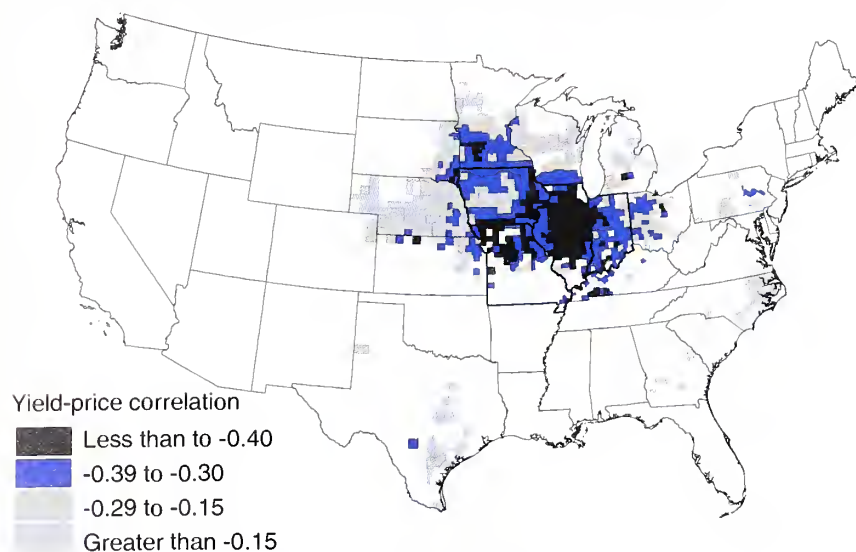 Yield-price correlation
Less than to -0.40
-0.39 to -0.30
-0.29 to -0.15
Greater than -0.15